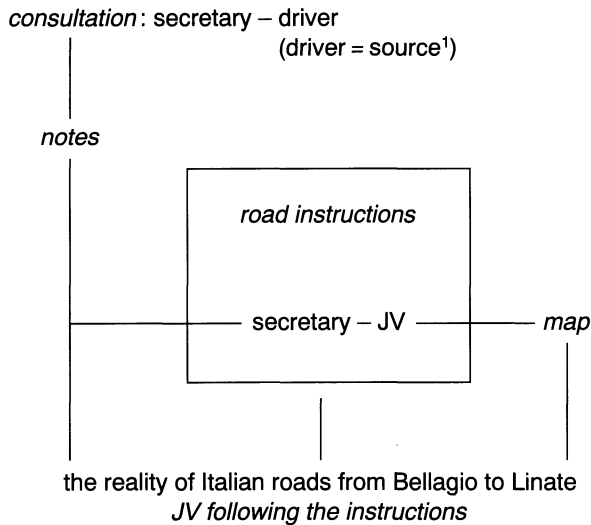 consultation: secretary – driver
(driver = source¹)
notes
road instructions
secretary – JV
map
the reality of Italian roads from Bellagio to Linate
JV following the instructions